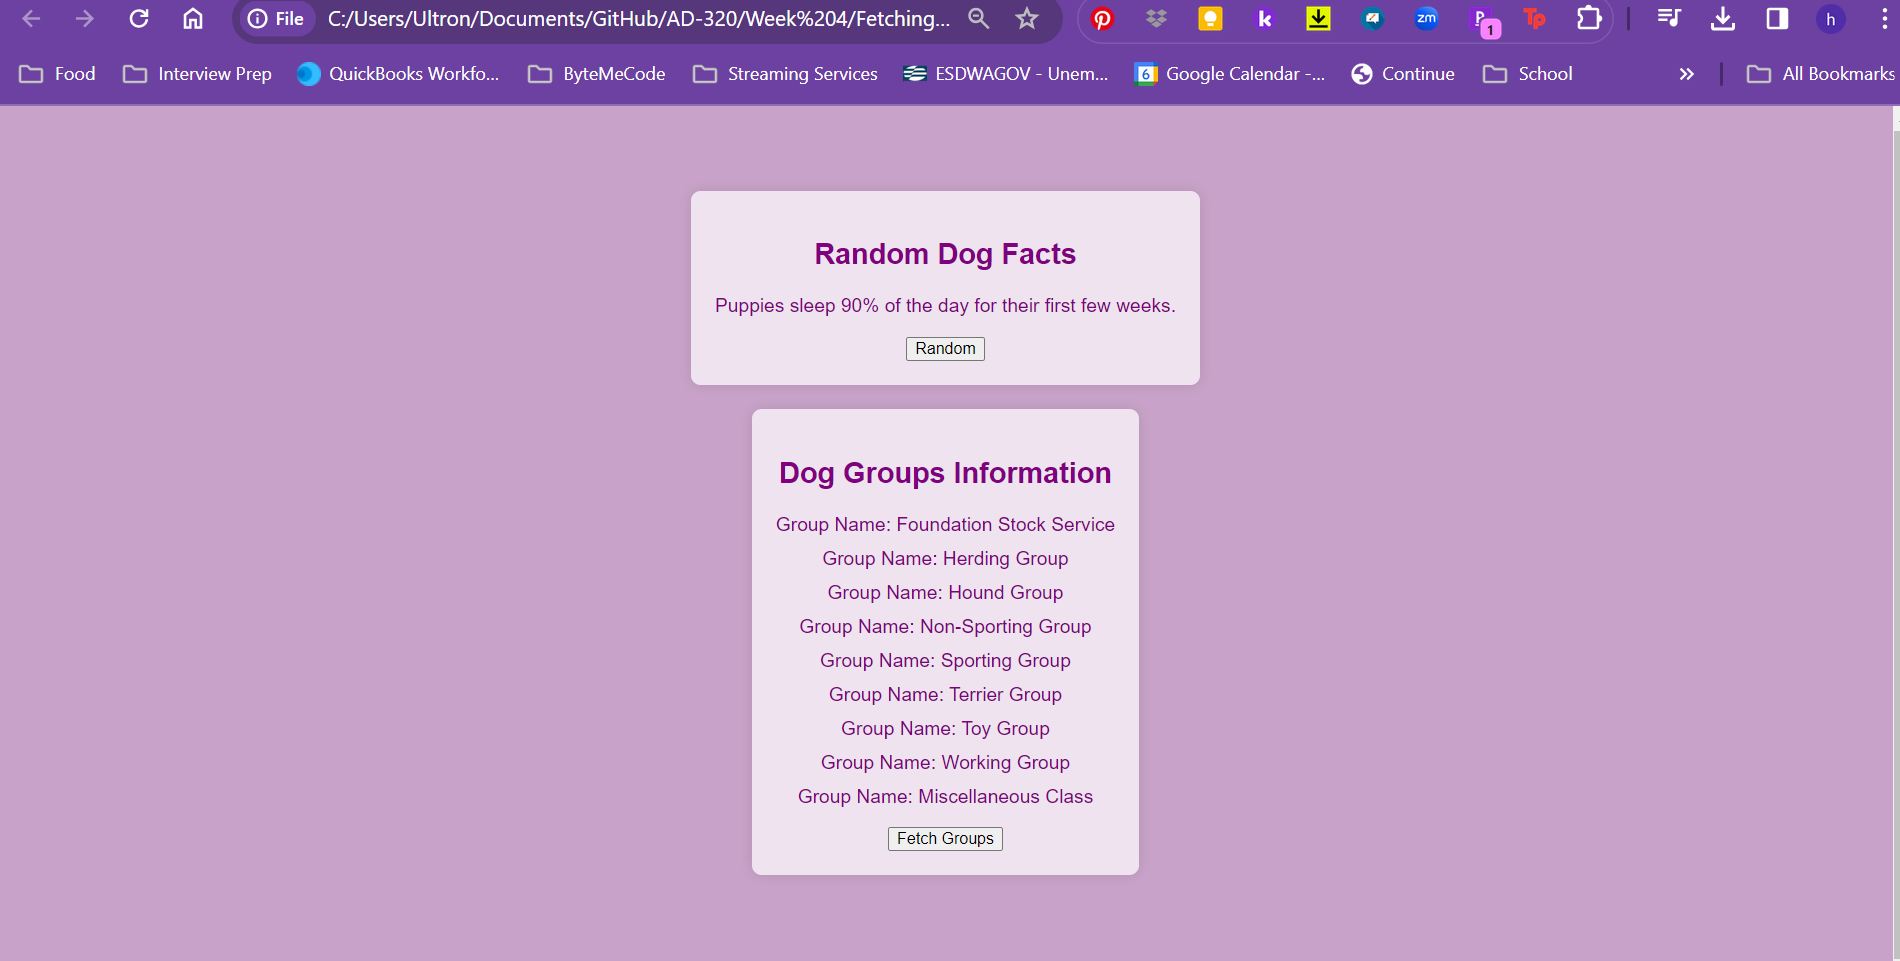 File C:/Users/Ultron/Documents/GitHub/AD-320/Week%204/Fetching... k zm 1 Tp h
Food Interview Prep QuickBooks Workfo... ByteMeCode Streaming Services ESDWAGOV - Unem... 6 Google Calendar -... Continue School » All Bookmarks
Random Dog Facts
Puppies sleep 90% of the day for their first few weeks.
Random
Dog Groups Information
Group Name: Foundation Stock Service
Group Name: Herding Group
Group Name: Hound Group
Group Name: Non-Sporting Group
Group Name: Sporting Group
Group Name: Terrier Group
Group Name: Toy Group
Group Name: Working Group
Group Name: Miscellaneous Class
Fetch Groups